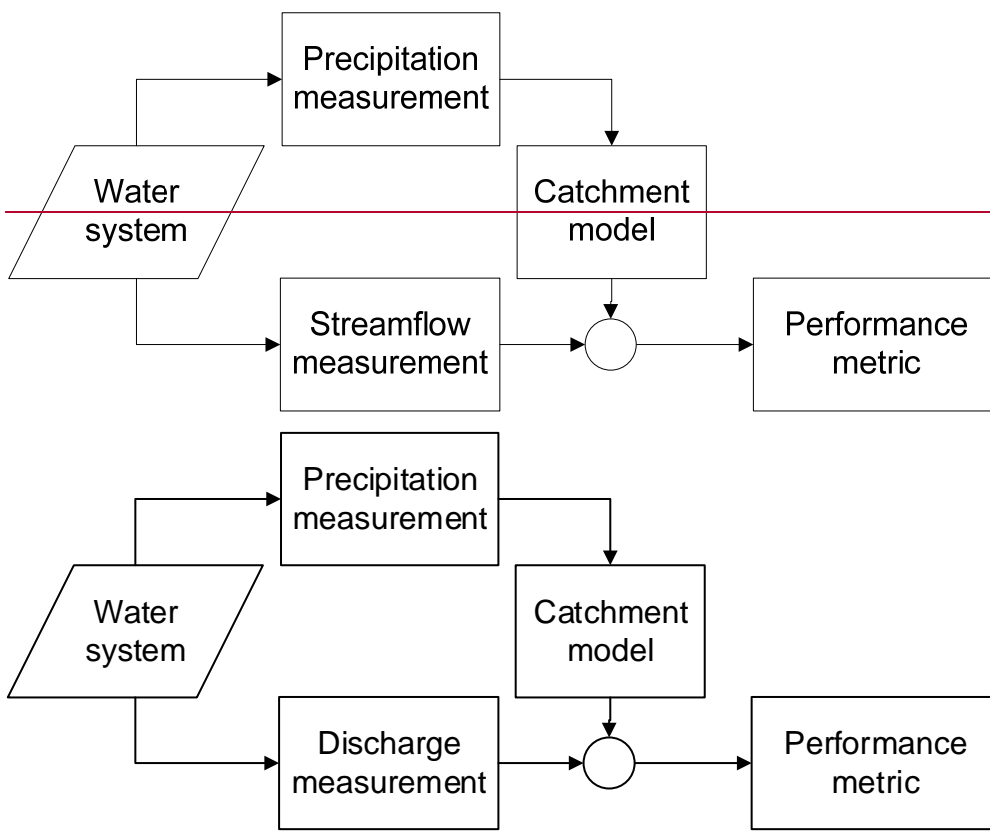 Precipitation
measurement
Water
system
Catchment
model
Streamflow
measurement
Performance
metric
Precipitation
measurement
Water
system
Catchment
model
Discharge
measurement
Performance
metric